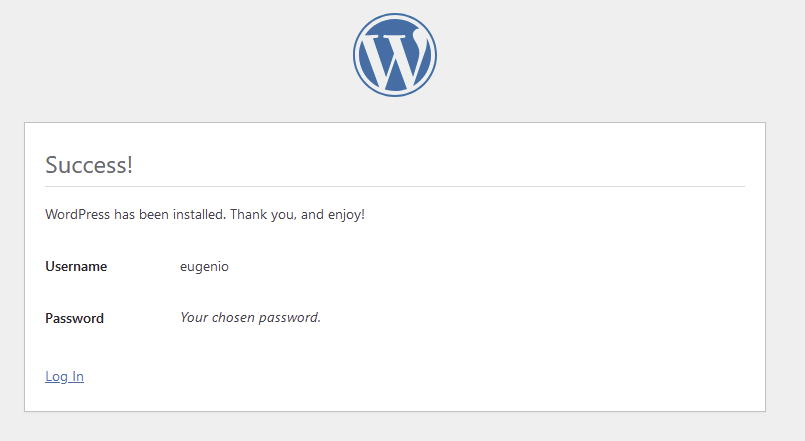 Success!
WordPress has been installed. Thank you, and enjoy!
Username eugenio
Password Your chosen password.
Log In